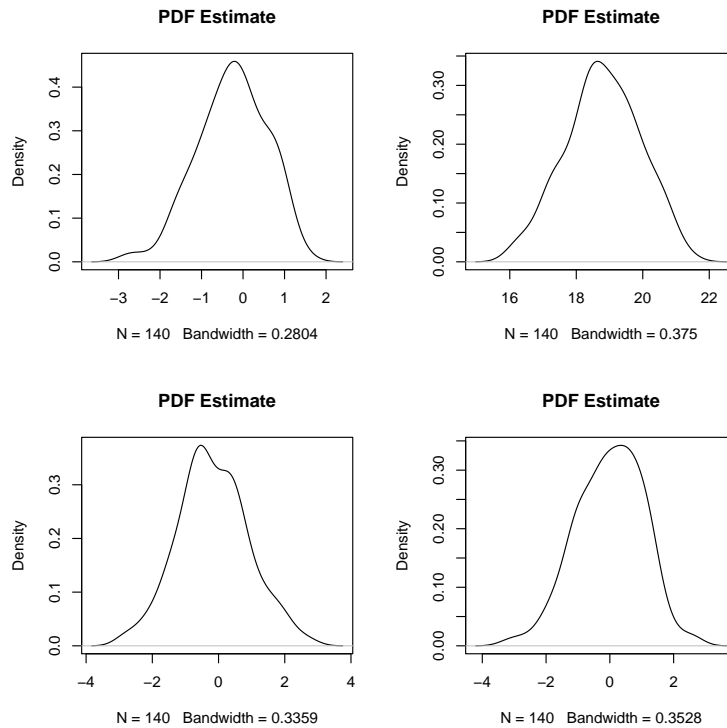 PDF Estimate
Density
0.0 0.1 0.2 0.3 0.4
−3 −2 −1 0 1 2
N = 140 Bandwidth = 0.2804
PDF Estimate
Density
0.00 0.10 0.20 0.30
16 18 20 22
N = 140 Bandwidth = 0.375
PDF Estimate
Density
0.0 0.1 0.2 0.3
−4 −2 0 2 4
N = 140 Bandwidth = 0.3359
PDF Estimate
Density
0.00 0.10 0.20 0.30
−4 −2 0 2
N = 140 Bandwidth = 0.3528